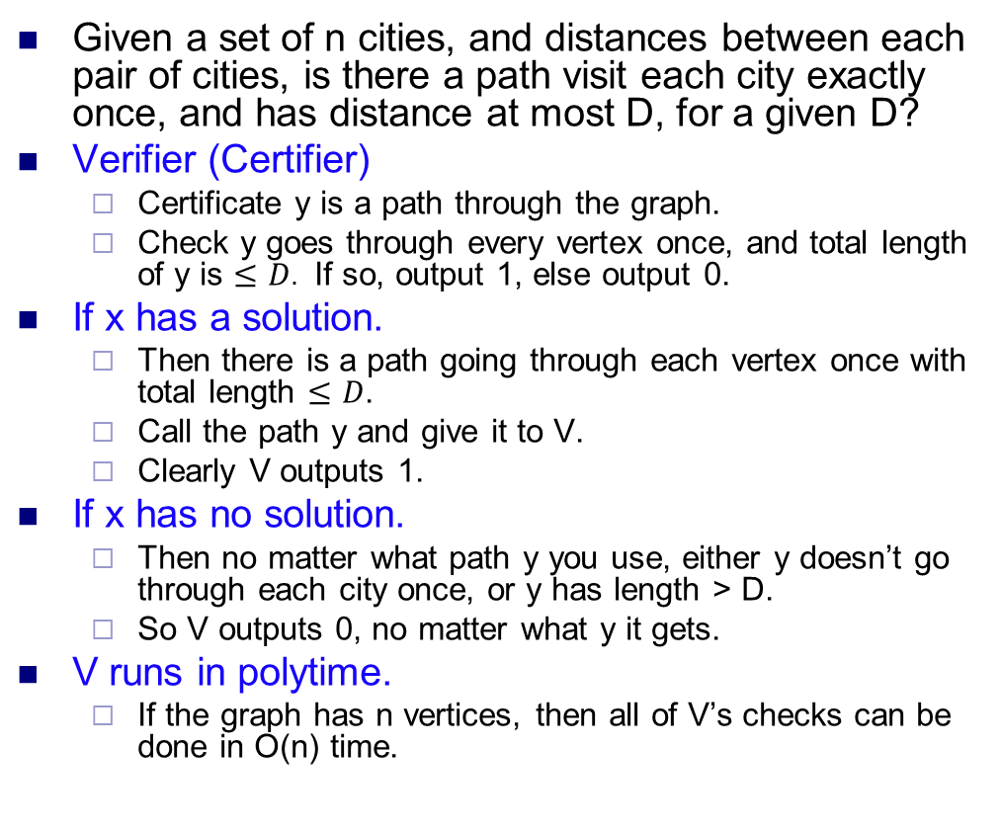 Given a set of n cities, and distances between each
pair of cities, is there a path visit each city exactly
once, and has distance at most D, for a given D?
Verifier (Certifier)
Certificate y is a path through the graph.
Check y goes through every vertex once, and total length
of y is ≤ D. If so, output 1, else output 0.
If x has a solution.
Then there is a path going through each vertex once with
total length ≤ D.
Call the path y and give it to V.
Clearly V outputs 1.
If x has no solution.
Then no matter what path y you use, either y doesn’t go
through each city once, or y has length > D.
So V outputs 0, no matter what y it gets.
V runs in polytime.
If the graph has n vertices, then all of V’s checks can be
done in O(n) time.